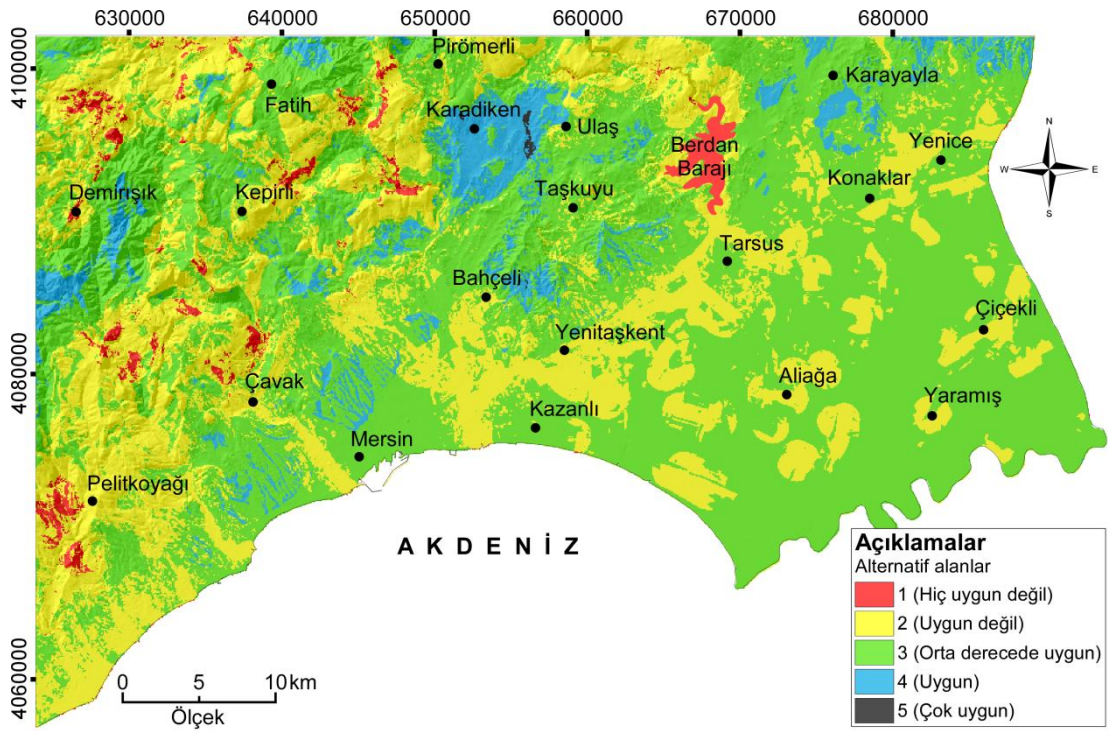 630000
640000
650000
660000
670000
680000
4100000
4080000
4060000
Pirömerli
Fatih
Karadiken
Ulaş
Karayayla
Berdan
Barajı
Yenice
Demirışık
Kepirli
Taşkuyu
Konaklar
Tarsus
Bahçeli
Yenitaşkent
Çiçekli
Çavak
Aliağa
Yaramış
Kazanlı
Mersin
Pelitkoyağı
AKDENİZ
N
W
E
S
0 5 10 km
Ölçek
Açıklamalar
Alternatif alanlar
1 (Hiç uygun değil)
2 (Uygun değil)
3 (Orta derecede uygun)
4 (Uygun)
5 (Çok uygun)